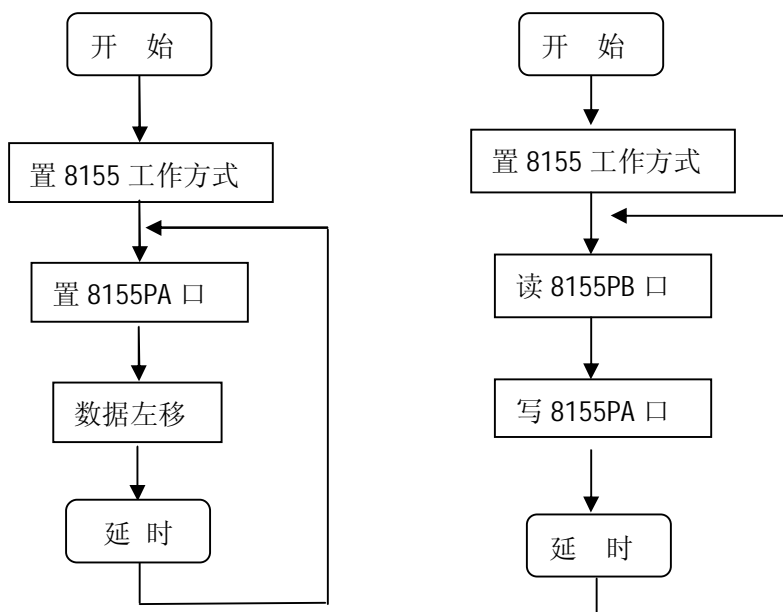 开 始
置 8155 工作方式
置 8155PA 口
数据左移
延 时
开 始
置 8155 工作方式
读 8155PB 口
写 8155PA 口
延 时